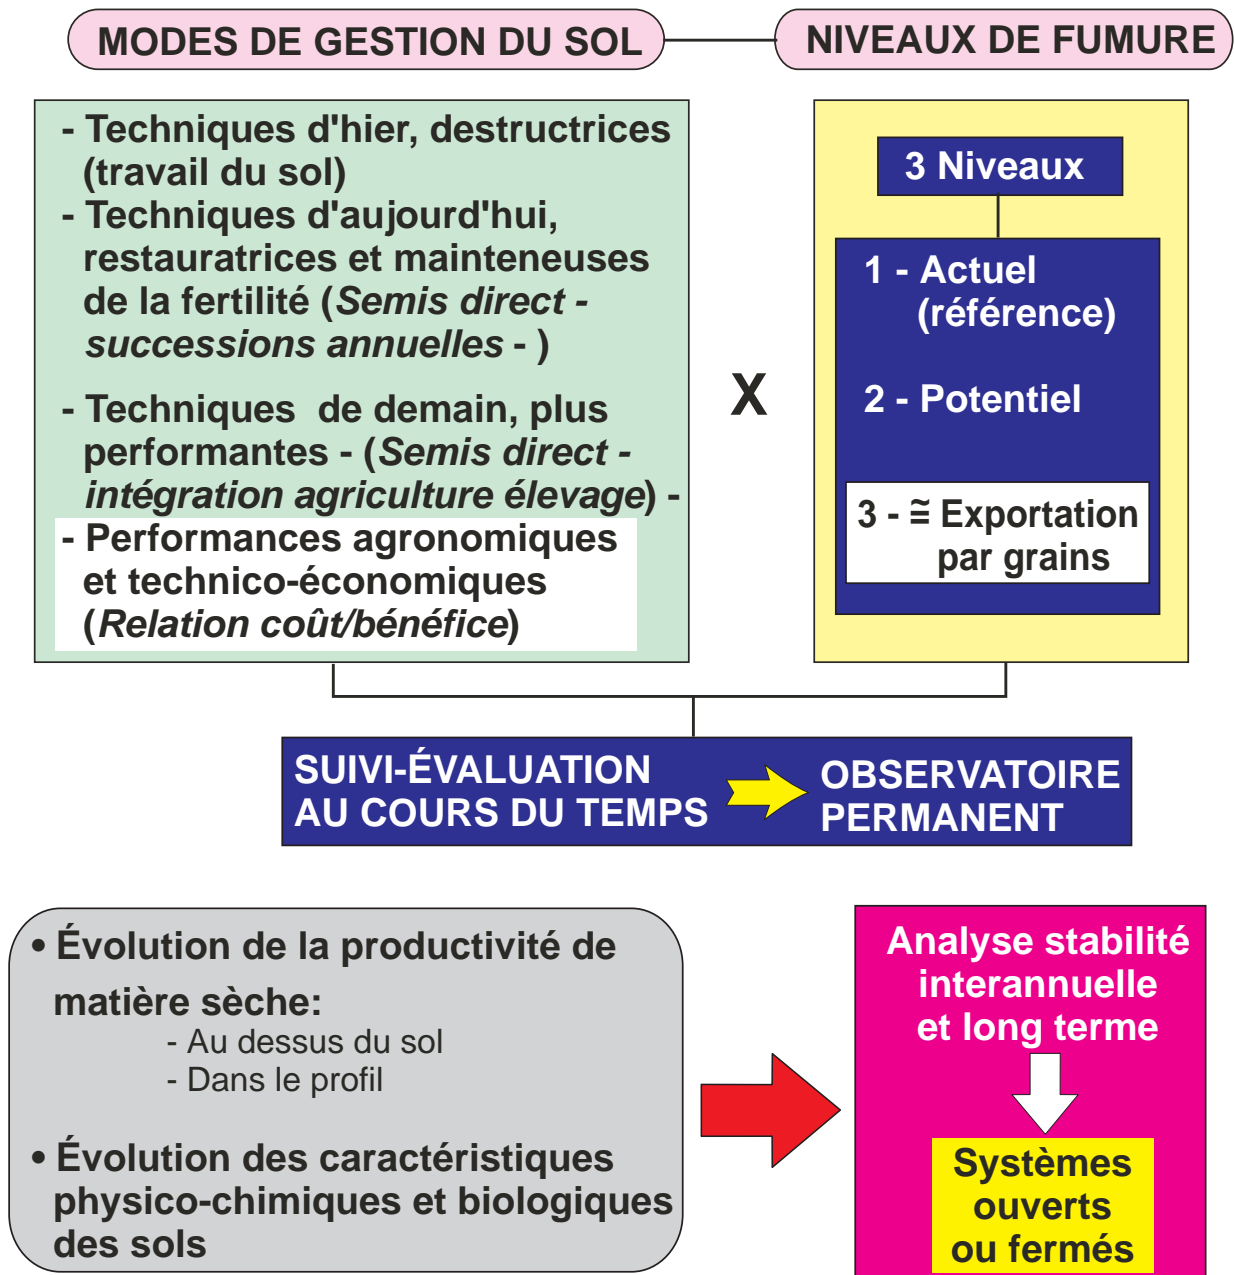 MODES DE GESTION DU SOL
NIVEAUX DE FUMURE
- Techniques d'hier, destructrices
(travail du sol)
- Techniques d'aujourd'hui,
restauratrices et mainteneuses
de la fertilité (Semis direct -
successions annuelles - )
- Techniques de demain, plus
performantes - (Semis direct -
intégration agriculture élevage) -
- Performances agronomiques
et technico-économiques
(Relation coût/bénéfice)
X
3 Niveaux
1 - Actuel
(référence)
2 - Potentiel
3 - ≅ Exportation
par grains
SUIVI-ÉVALUATION
AU COURS DU TEMPS
OBSERVATOIRE
PERMANENT
• Évolution de la productivité de
matière sèche:
- Au dessus du sol
- Dans le profil
• Évolution des caractéristiques
physico-chimiques et biologiques
des sols
Analyse stabilité
interannuelle
et long terme
Systèmes
ouverts
ou fermés